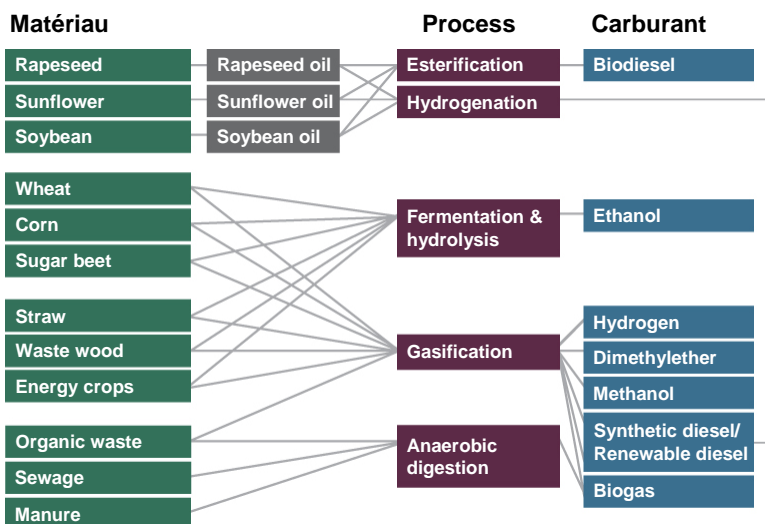 Matériau
Process
Carburant
Rapeseed
Rapeseed oil
Esterification
Biodiesel
Sunflower
Sunflower oil
Hydrogenation
Soybean
Soybean oil
Wheat
Corn
Sugar beet
Fermentation &
hydrolysis
Ethanol
Straw
Waste wood
Energy crops
Gasification
Hydrogen
Dimethylether
Methanol
Synthetic diesel/
Renewable diesel
Biogas
Organic waste
Sewage
Manure
Anaerobic
digestion